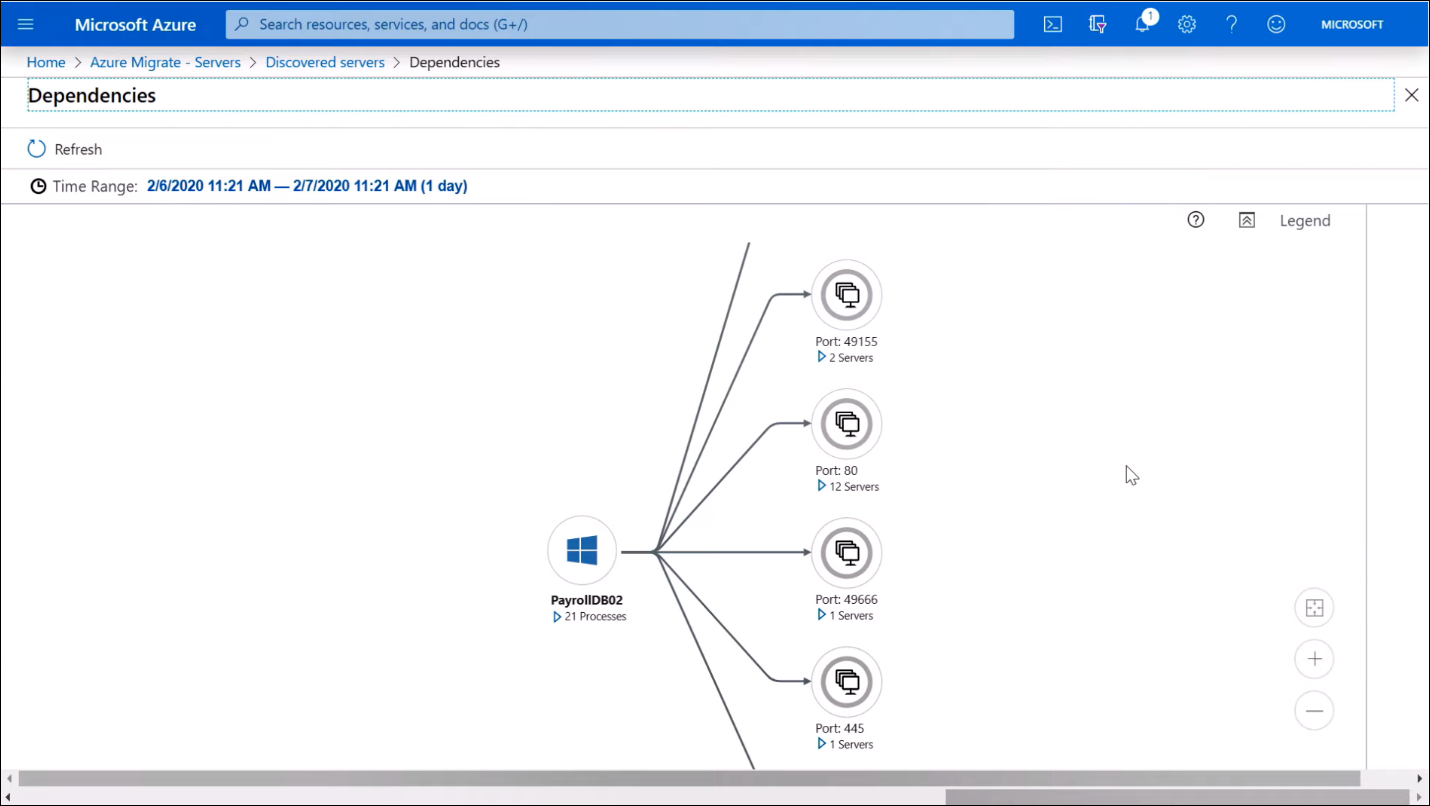 Microsoft Azure
Search resources, services, and docs (G+/)
1
MICROSOFT
Home > Azure Migrate - Servers > Discovered servers > Dependencies
Dependencies
Refresh
Time Range: 2/6/2020 11:21 AM — 2/7/2020 11:21 AM (1 day)
Legend
Port: 49155
2 Servers
Port: 80
12 Servers
PayrollDB02
21 Processes
Port: 49666
1 Servers
Port: 445
1 Servers